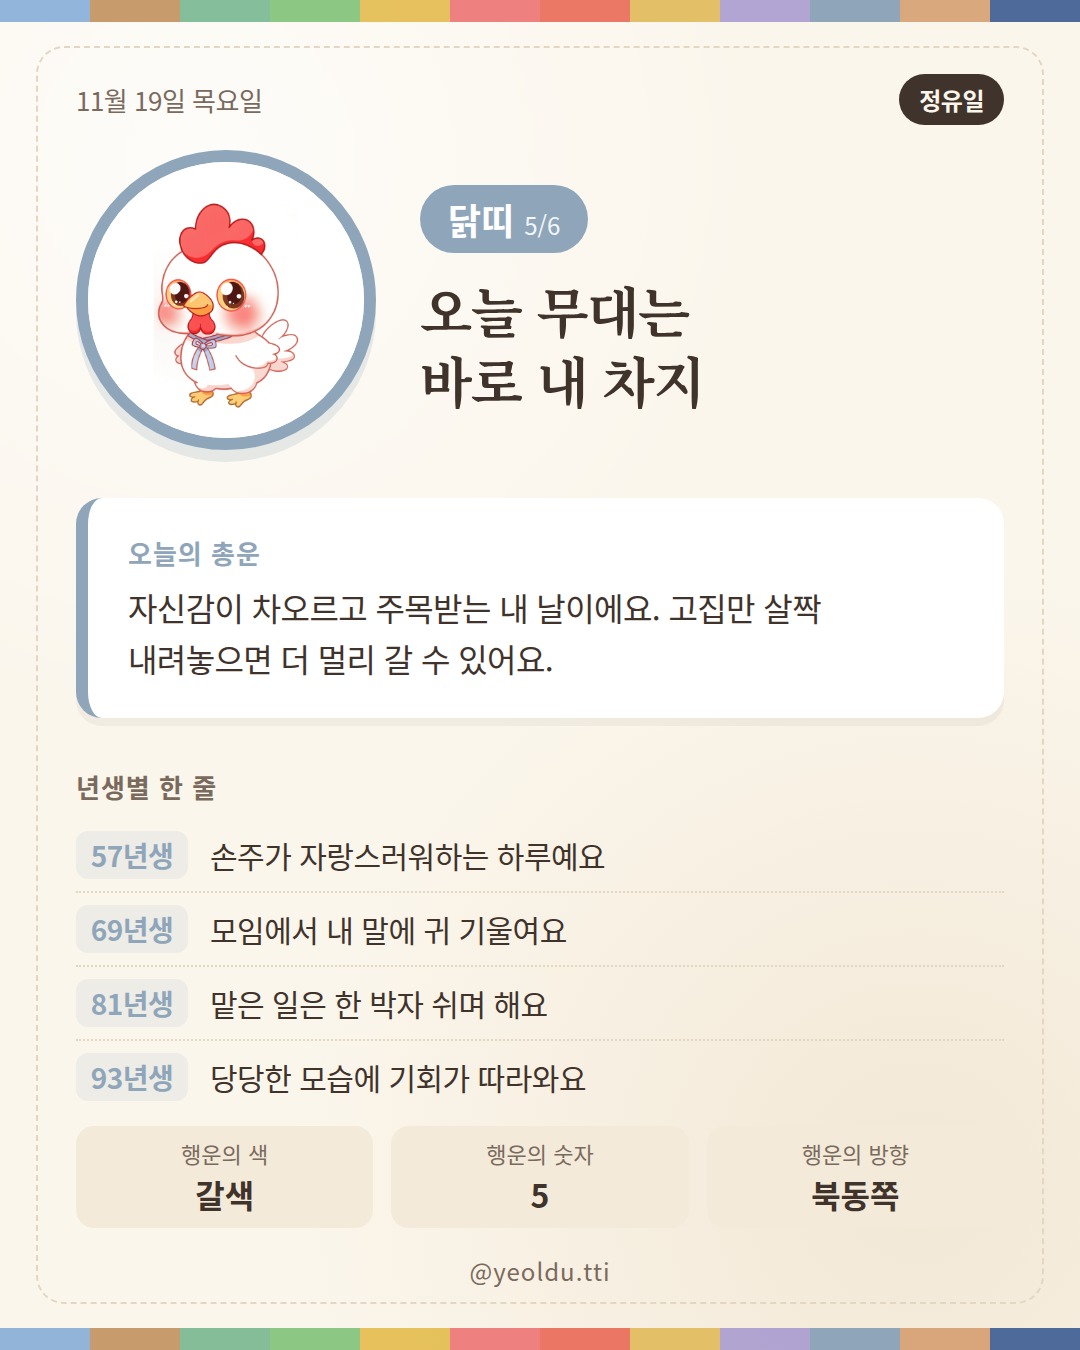 11월 19일 목요일
정유일
닭띠 5/6
오늘 무대는
바로 내 차지
오늘의 총운
자신감이 차오르고 주목받는 내 날이에요. 고집만 살짝
내려놓으면 더 멀리 갈 수 있어요.
년생별 한 줄
57년생 손주가 자랑스러워하는 하루예요
69년생 모임에서 내 말에 귀 기울여요
81년생 맡은 일은 한 박자 쉬며 해요
93년생 당당한 모습에 기회가 따라와요
행운의 색
갈색
행운의 숫자
5
행운의 방향
북동쪽
@yeoldu.tti